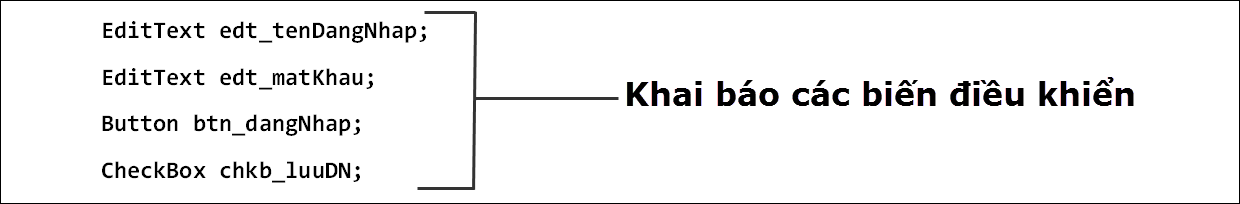 EditText edt_tenDangNhap;
EditText edt_matKhau;
Button btn_dangNhap;
CheckBox chkb_luuDN;
Khai báo các biến điều khiển